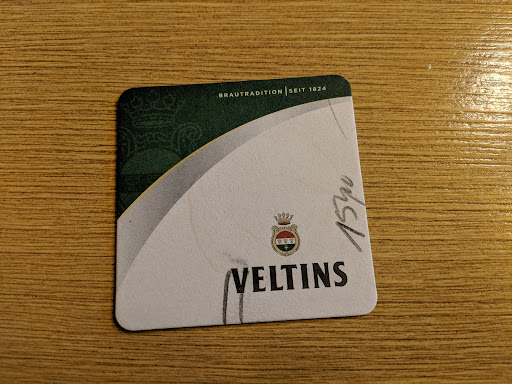 BRAUTRADITION | SEIT 1824
VELTINS